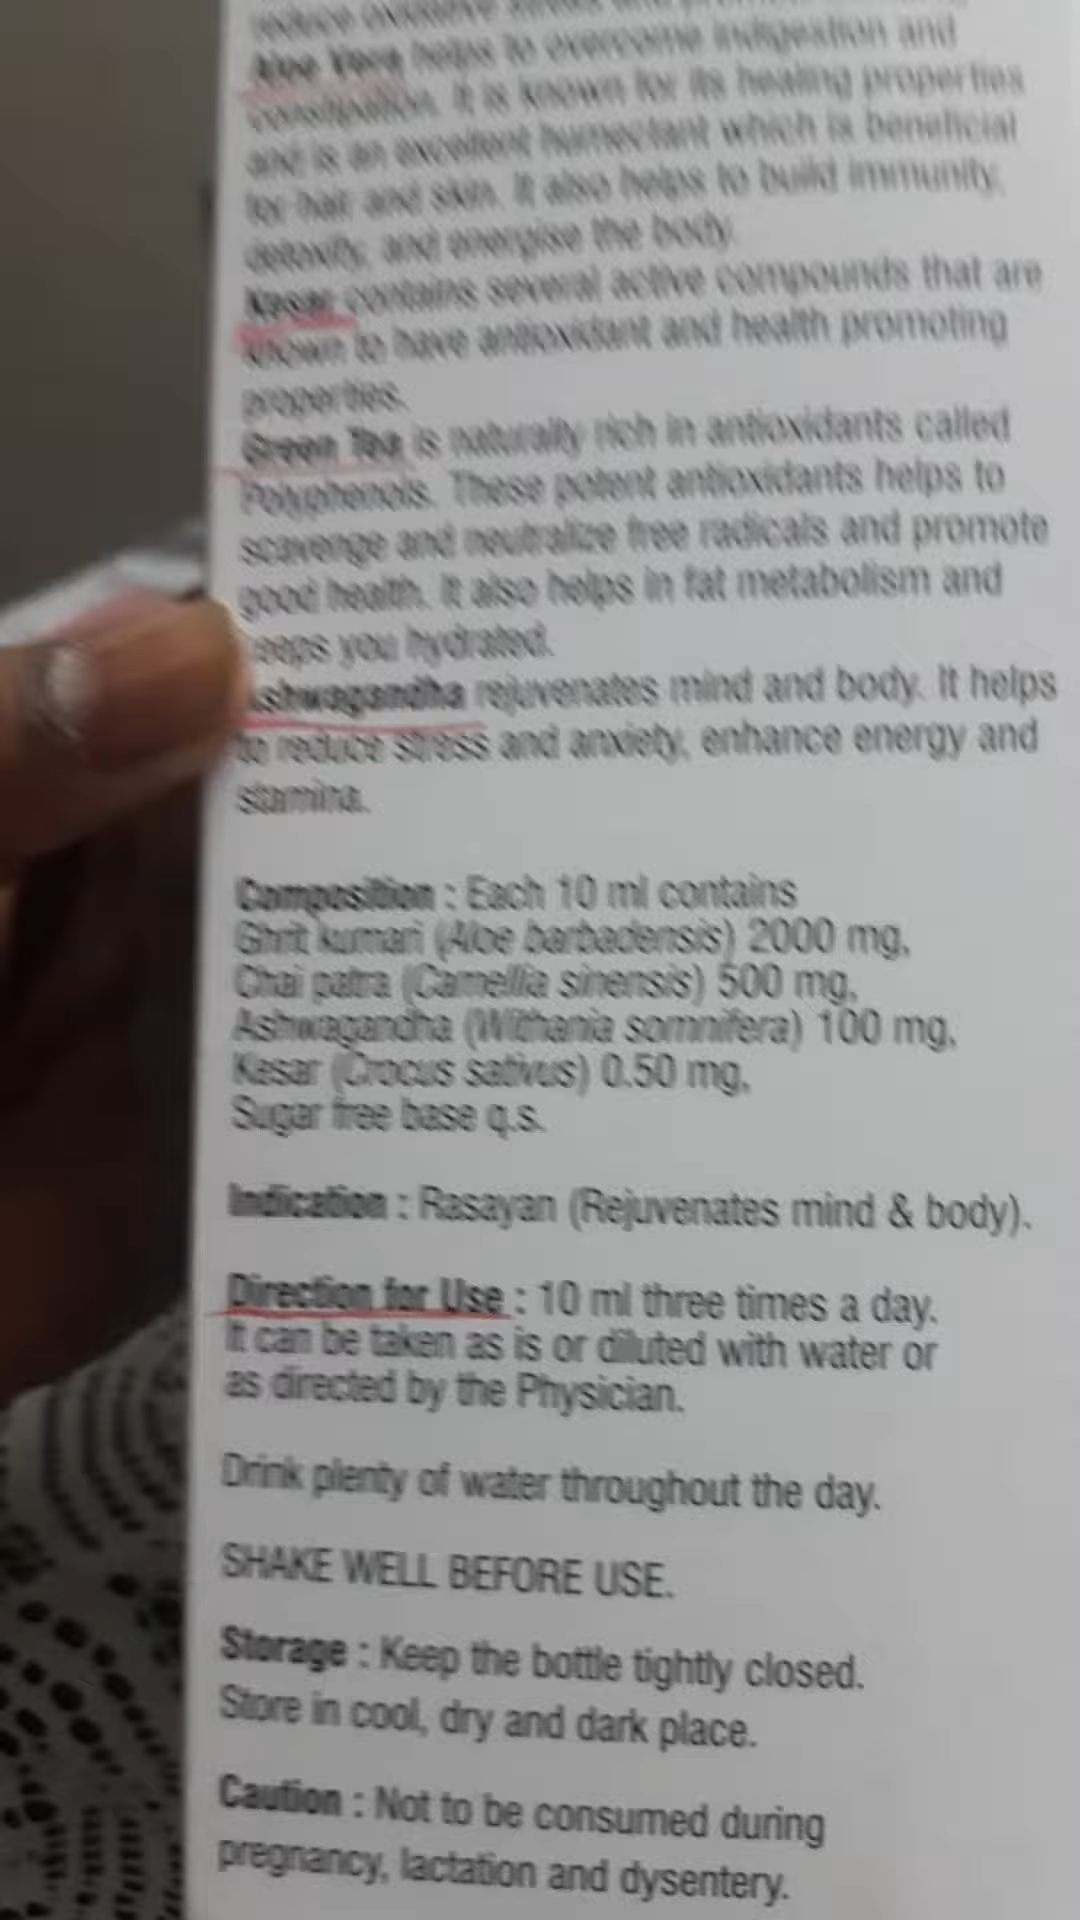 reduce oxidative stress
Aloe Vera helps to overcome indigestion and
constipation. It is known for its healing properties
and is an excellent humectant which is beneficial
for hair and skin. It also helps to build immunity,
detoxify, and energise the body.
Kesar contains several active compounds that are
known to have antioxidant and health promoting
properties.
Green Tea is naturally rich in antioxidants called
Polyphenols. These potent antioxidants helps to
scavenge and neutralize free radicals and promote
good health. It also helps in fat metabolism and
keeps you hydrated.
Ashwagandha rejuvenates mind and body. It helps
to reduce stress and anxiety, enhance energy and
stamina.
Composition : Each 10 ml contains
Ghrit kumari (Aloe barbadensis) 2000 mg,
Chai patra (Camellia sinensis) 500 mg,
Ashwagandha (Withania somnifera) 100 mg,
Kesar (Crocus sativus) 0.50 mg,
Sugar free base q.s.
Indication : Rasayan (Rejuvenates mind & body).
Direction for Use : 10 ml three times a day.
It can be taken as is or diluted with water or
as directed by the Physician.
Drink plenty of water throughout the day.
SHAKE WELL BEFORE USE.
Storage : Keep the bottle tightly closed.
Store in cool, dry and dark place.
Caution : Not to be consumed during
pregnancy, lactation and dysentery.